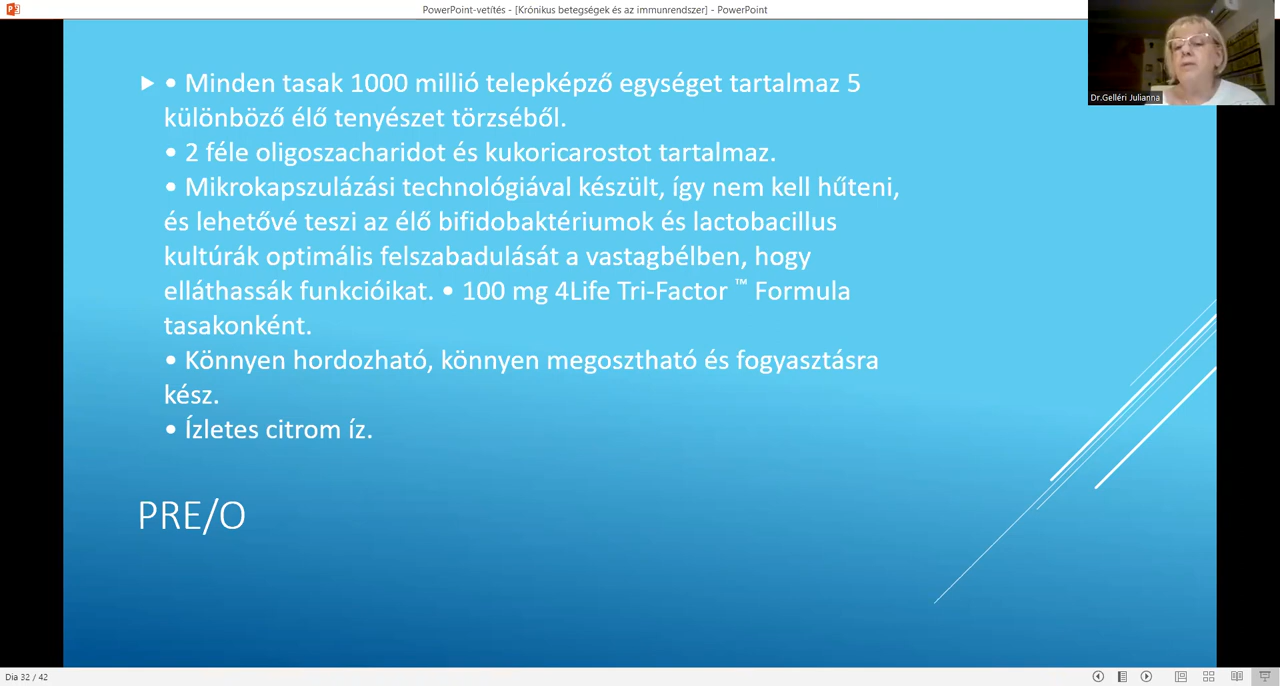 PowerPoint-vetítés - [Krónikus betegségek és az immunrendszer] - PowerPoint
Dr.Gelléri Julianna
• Minden tasak 1000 millió telepképző egységet tartalmaz 5
különböző élő tenyészet törzséből.
• 2 féle oligoszacharidot és kukoricarostot tartalmaz.
• Mikrokapszulázási technológiával készült, így nem kell hűteni,
és lehetővé teszi az élő bifidobaktériumok és lactobacillus
kultúrák optimális felszabadulását a vastagbélben, hogy
elláthassák funkcióikat. • 100 mg 4Life Tri-Factor ™ Formula
tasakonként.
• Könnyen hordozható, könnyen megosztható és fogyasztásra
kész.
• Ízletes citrom íz.
PRE/O
Dia 32 / 42